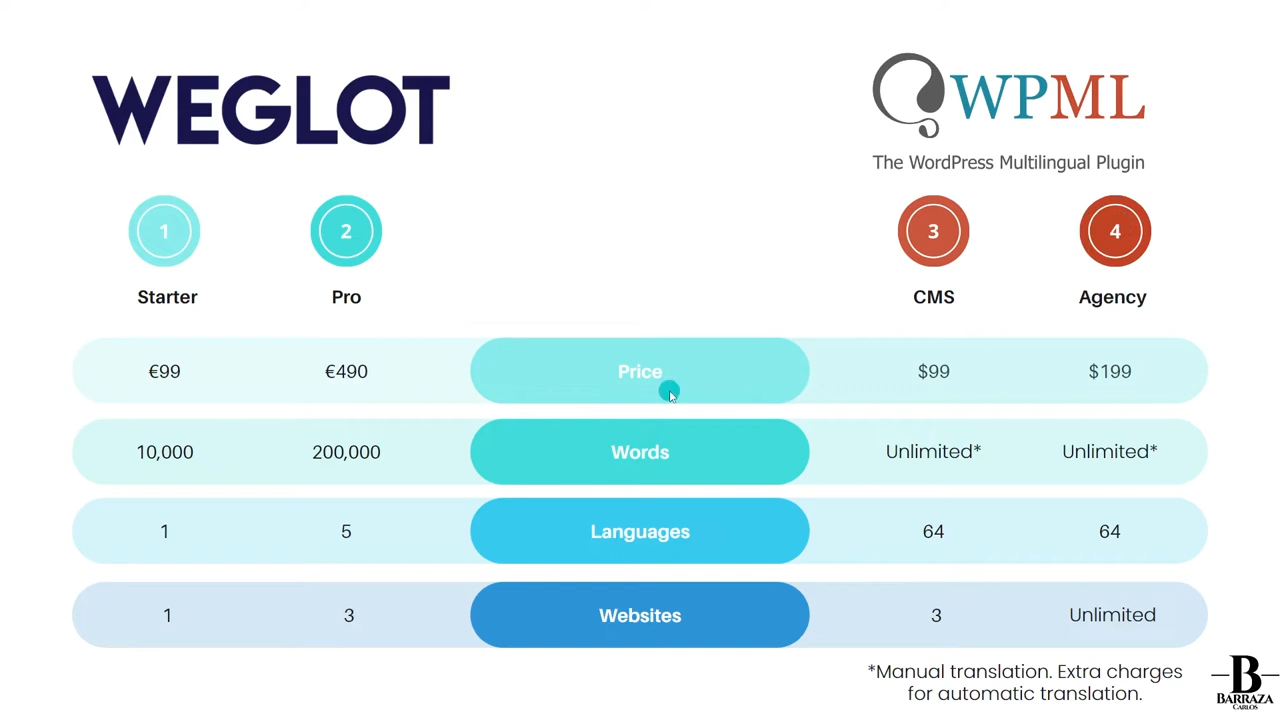 WEGLOT
WPML
The WordPress Multilingual Plugin
1 2 3 4
Starter Pro CMS Agency
€99 €490 Price $99 $199
10,000 200,000 Words Unlimited* Unlimited*
1 5 Languages 64 64
1 3 Websites 3 Unlimited
*Manual translation. Extra charges
for automatic translation.
B
BARRAZA
CARLOS